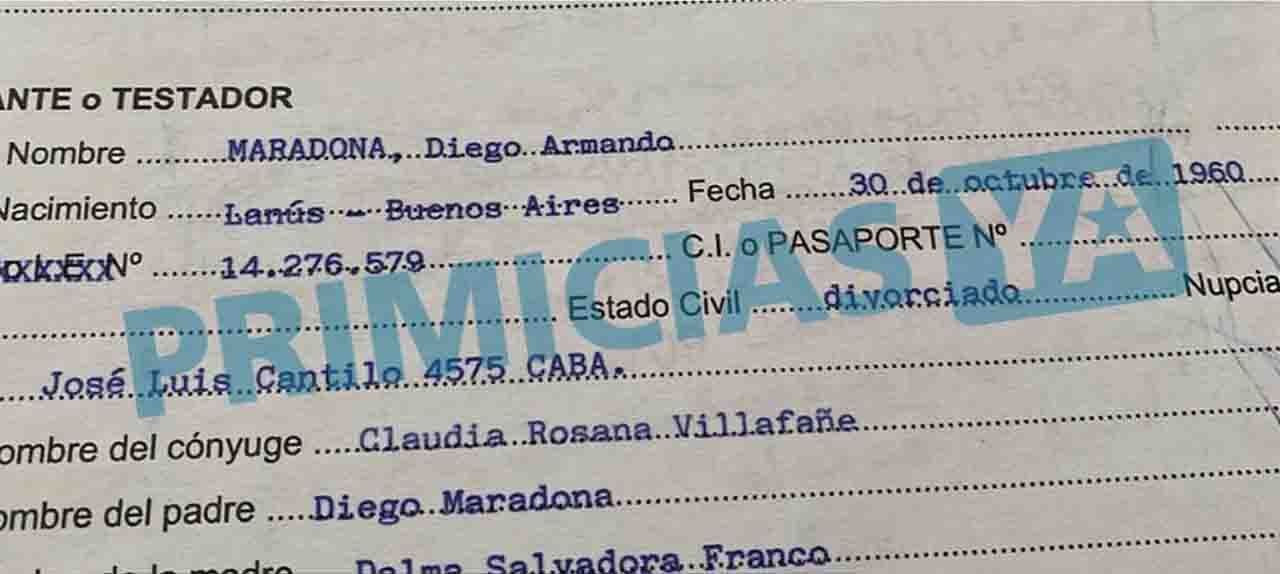 ANTE o TESTADOR
Nombre ..........MARADONA, Diego Armando
Nacimiento ......Lanús - Buenos Aires....... Fecha .......30 de octubre de 1960
Nº ........14.276.579........ C.I. o PASAPORTE Nº
Estado Civil ........divorciado........ Nupcia
José Luis Cantilo 4575 CABA.
PRIMICIAS YA
ombre del cónyuge .....Claudia Rosana Villafañe
ombre del padre .....Diego Maradona
Dalma Salvadora Franco